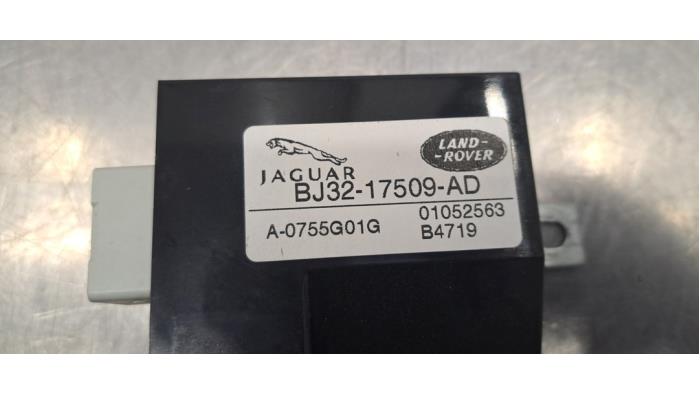 JAGUAR
LAND-
-ROVER
BJ32-17509-AD
A-0755G01G
01052563
B4719